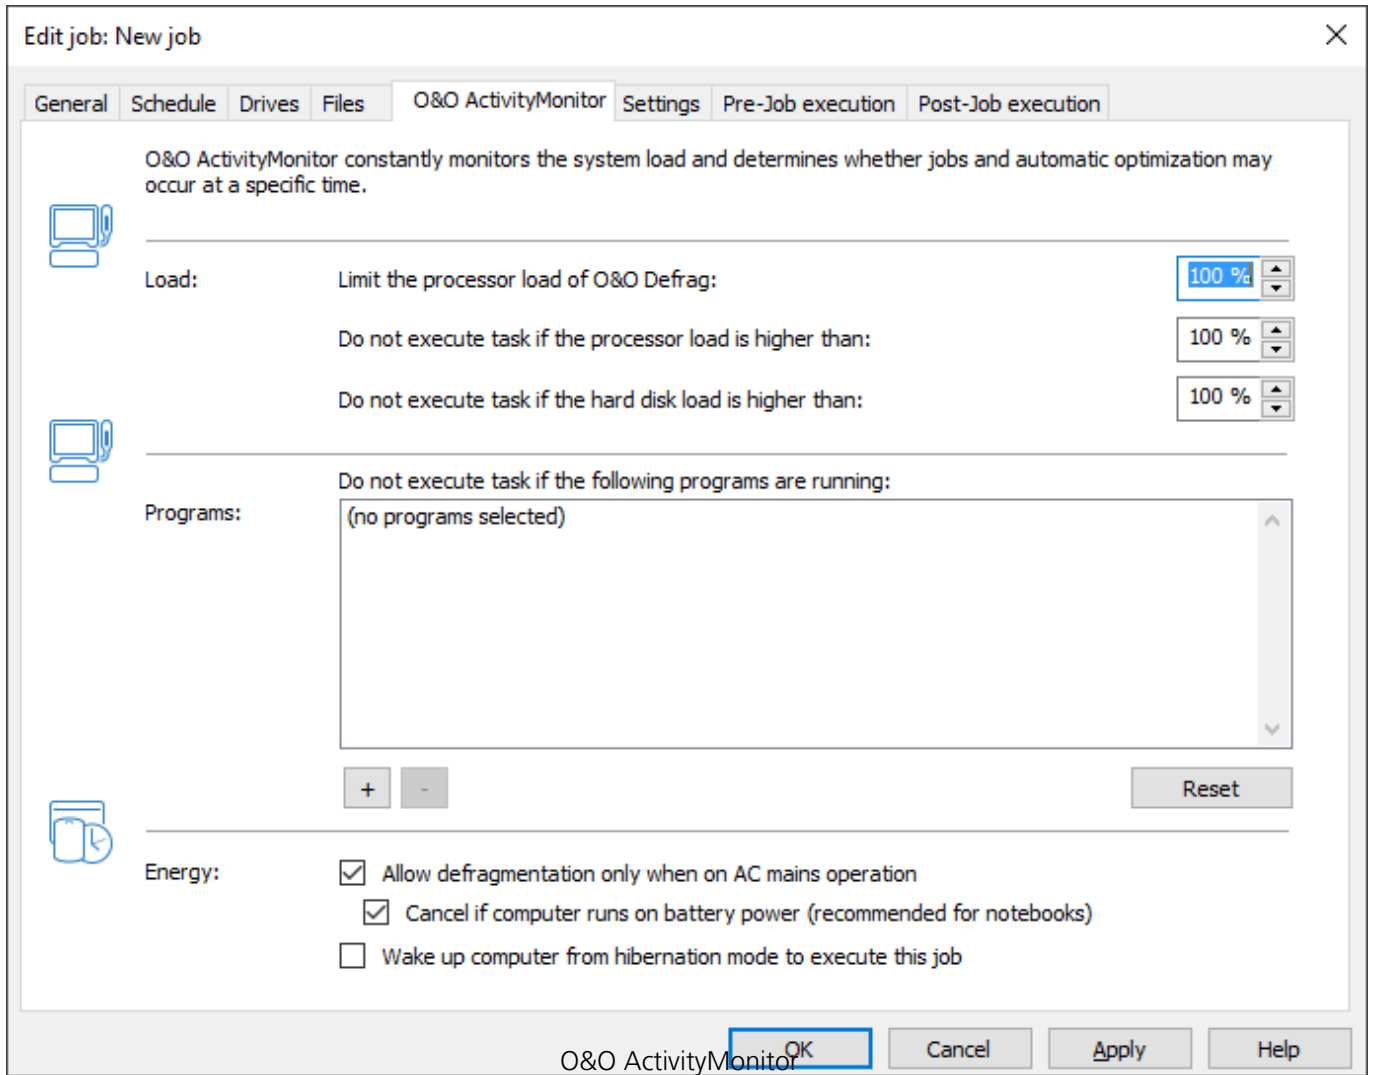 Edit job: New job
General Schedule Drives Files O&O ActivityMonitor Settings Pre-Job execution Post-Job execution
O&O ActivityMonitor constantly monitors the system load and determines whether jobs and automatic optimization may
occur at a specific time.
Load: Limit the processor load of O&O Defrag: 100 %
Do not execute task if the processor load is higher than: 100 %
Do not execute task if the hard disk load is higher than: 100 %
Do not execute task if the following programs are running:
Programs: (no programs selected)
+ - Reset
Energy: Allow defragmentation only when on AC mains operation
Cancel if computer runs on battery power (recommended for notebooks)
Wake up computer from hibernation mode to execute this job
OK Cancel Apply Help
O&O ActivityMonitor